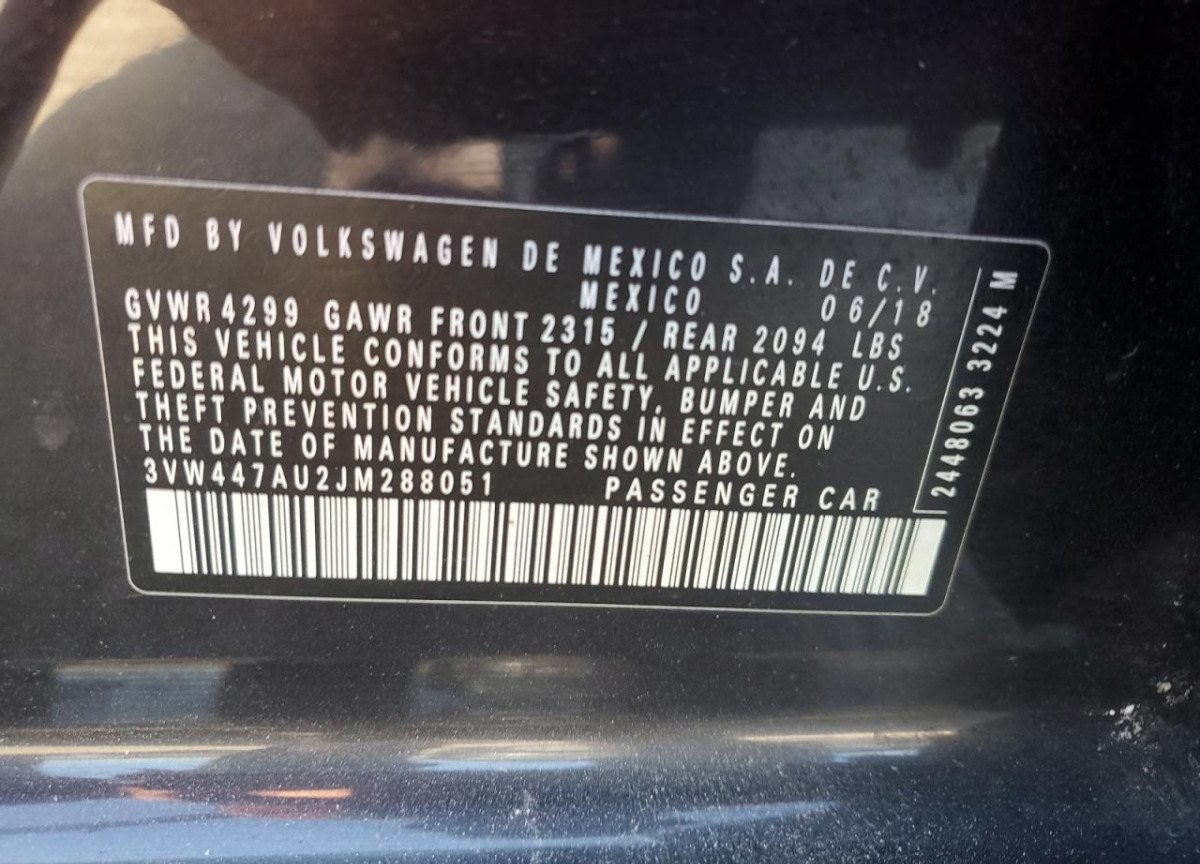 MFD BY VOLKSWAGEN DE MEXICO S.A. DE C.V.
MEXICO 06/18
GVWR 4299 GAWR FRONT 2315 / REAR 2094 LBS
THIS VEHICLE CONFORMS TO ALL APPLICABLE U.S.
FEDERAL MOTOR VEHICLE SAFETY, BUMPER AND
THEFT PREVENTION STANDARDS IN EFFECT ON
THE DATE OF MANUFACTURE SHOWN ABOVE.
3VW447AU2JM288051 PASSENGER CAR
2448063 3224 M